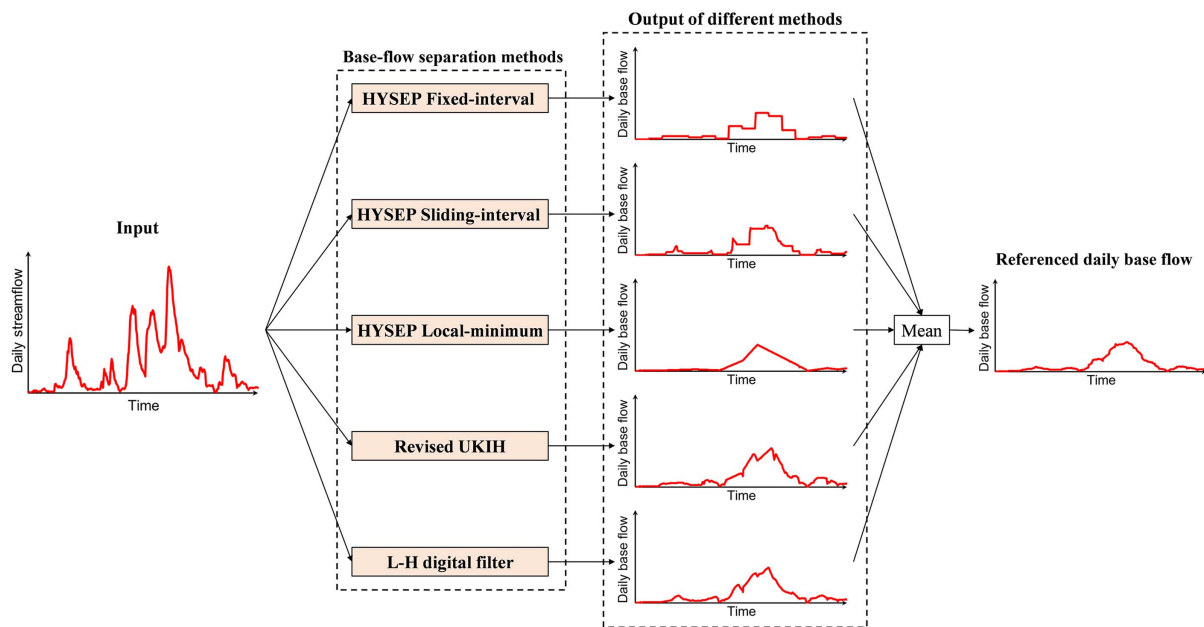 Output of different methods
Base-flow separation methods
HYSEP Fixed-interval
Daily base flow
Time
HYSEP Sliding-interval
Daily base flow
Time
Input
Daily streamflow
Time
HYSEP Local-minimum
Daily base flow
Time
Mean
Referenced daily base flow
Daily base flow
Time
Revised UKIH
Daily base flow
Time
L-H digital filter
Daily base flow
Time